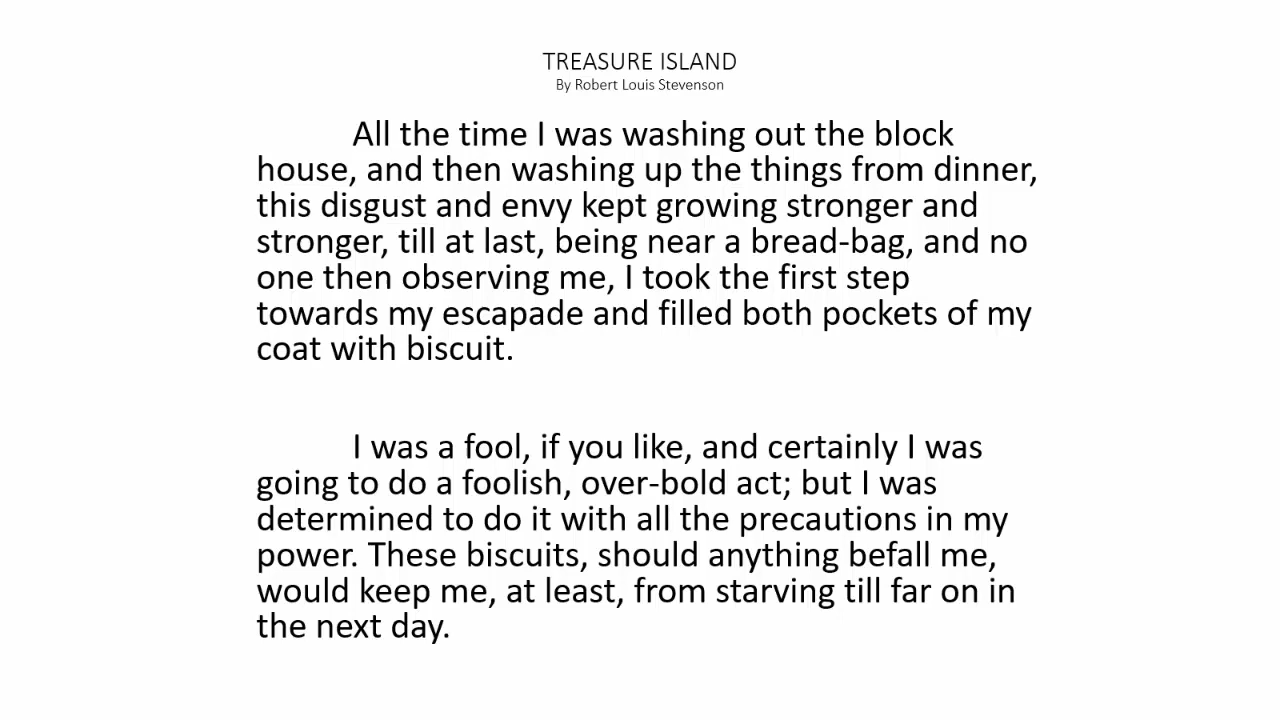 TREASURE ISLAND
By Robert Louis Stevenson
All the time I was washing out the block
house, and then washing up the things from dinner,
this disgust and envy kept growing stronger and
stronger, till at last, being near a bread-bag, and no
one then observing me, I took the first step
towards my escapade and filled both pockets of my
coat with biscuit.
I was a fool, if you like, and certainly I was
going to do a foolish, over-bold act; but I was
determined to do it with all the precautions in my
power. These biscuits, should anything befall me,
would keep me, at least, from starving till far on in
the next day.